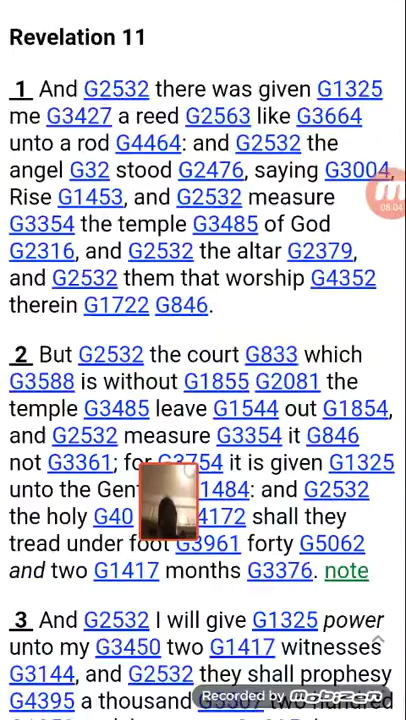 Revelation 11
1 And G2532 there was given G1325
me G3427 a reed G2563 like G3664
unto a rod G4464: and G2532 the
angel G32 stood G2476, saying G3004,
Rise G1453, and G2532 measure
G3354 the temple G3485 of God
G2316, and G2532 the altar G2379,
and G2532 them that worship G4352
therein G1722 G846.
08:04
2 But G2532 the court G833 which
G3588 is without G1855 G2081 the
temple G3485 leave G1544 out G1854,
and G2532 measure G3354 it G846
not G3361; for G3754 it is given G1325
unto the Gen 1484: and G2532
the holy G40 4172 shall they
tread under foot G3961 forty G5062
and two G1417 months G3376. note
3 And G2532 I will give G1325 power
unto my G3450 two G1417 witnesses
G3144, and G2532 they shall prophesy
G4395 a thousand G3507 two hundred
Recorded by mobizen